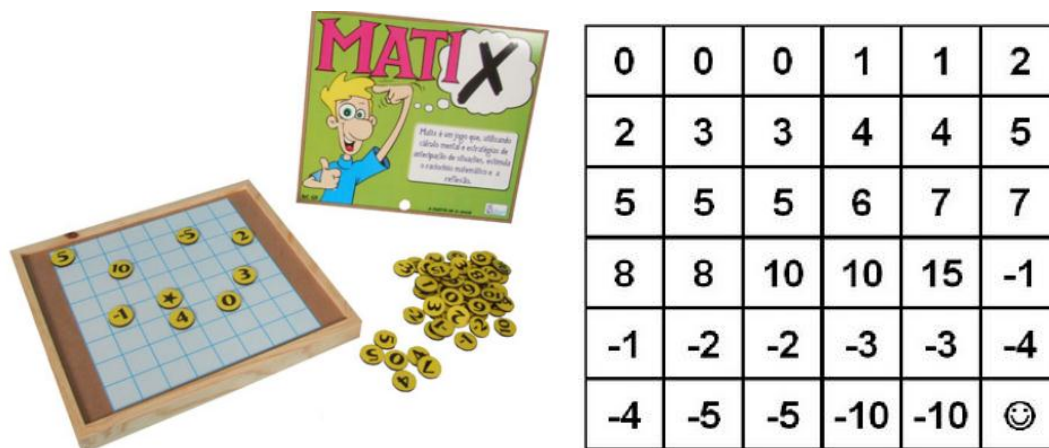 MATIX
Matix é um jogo que, utilizando
cálculo mental e estratégias de
antecipação de situações, estimula
o raciocínio matemático e a
reflexão.
5
-5
2
10
3
-1
★
4
0
0 0 0 1 1 2
2 3 3 4 4 5
5 5 5 6 7 7
8 8 10 10 15 -1
-1 -2 -2 -3 -3 -4
-4 -5 -5 -10 -10 ☺